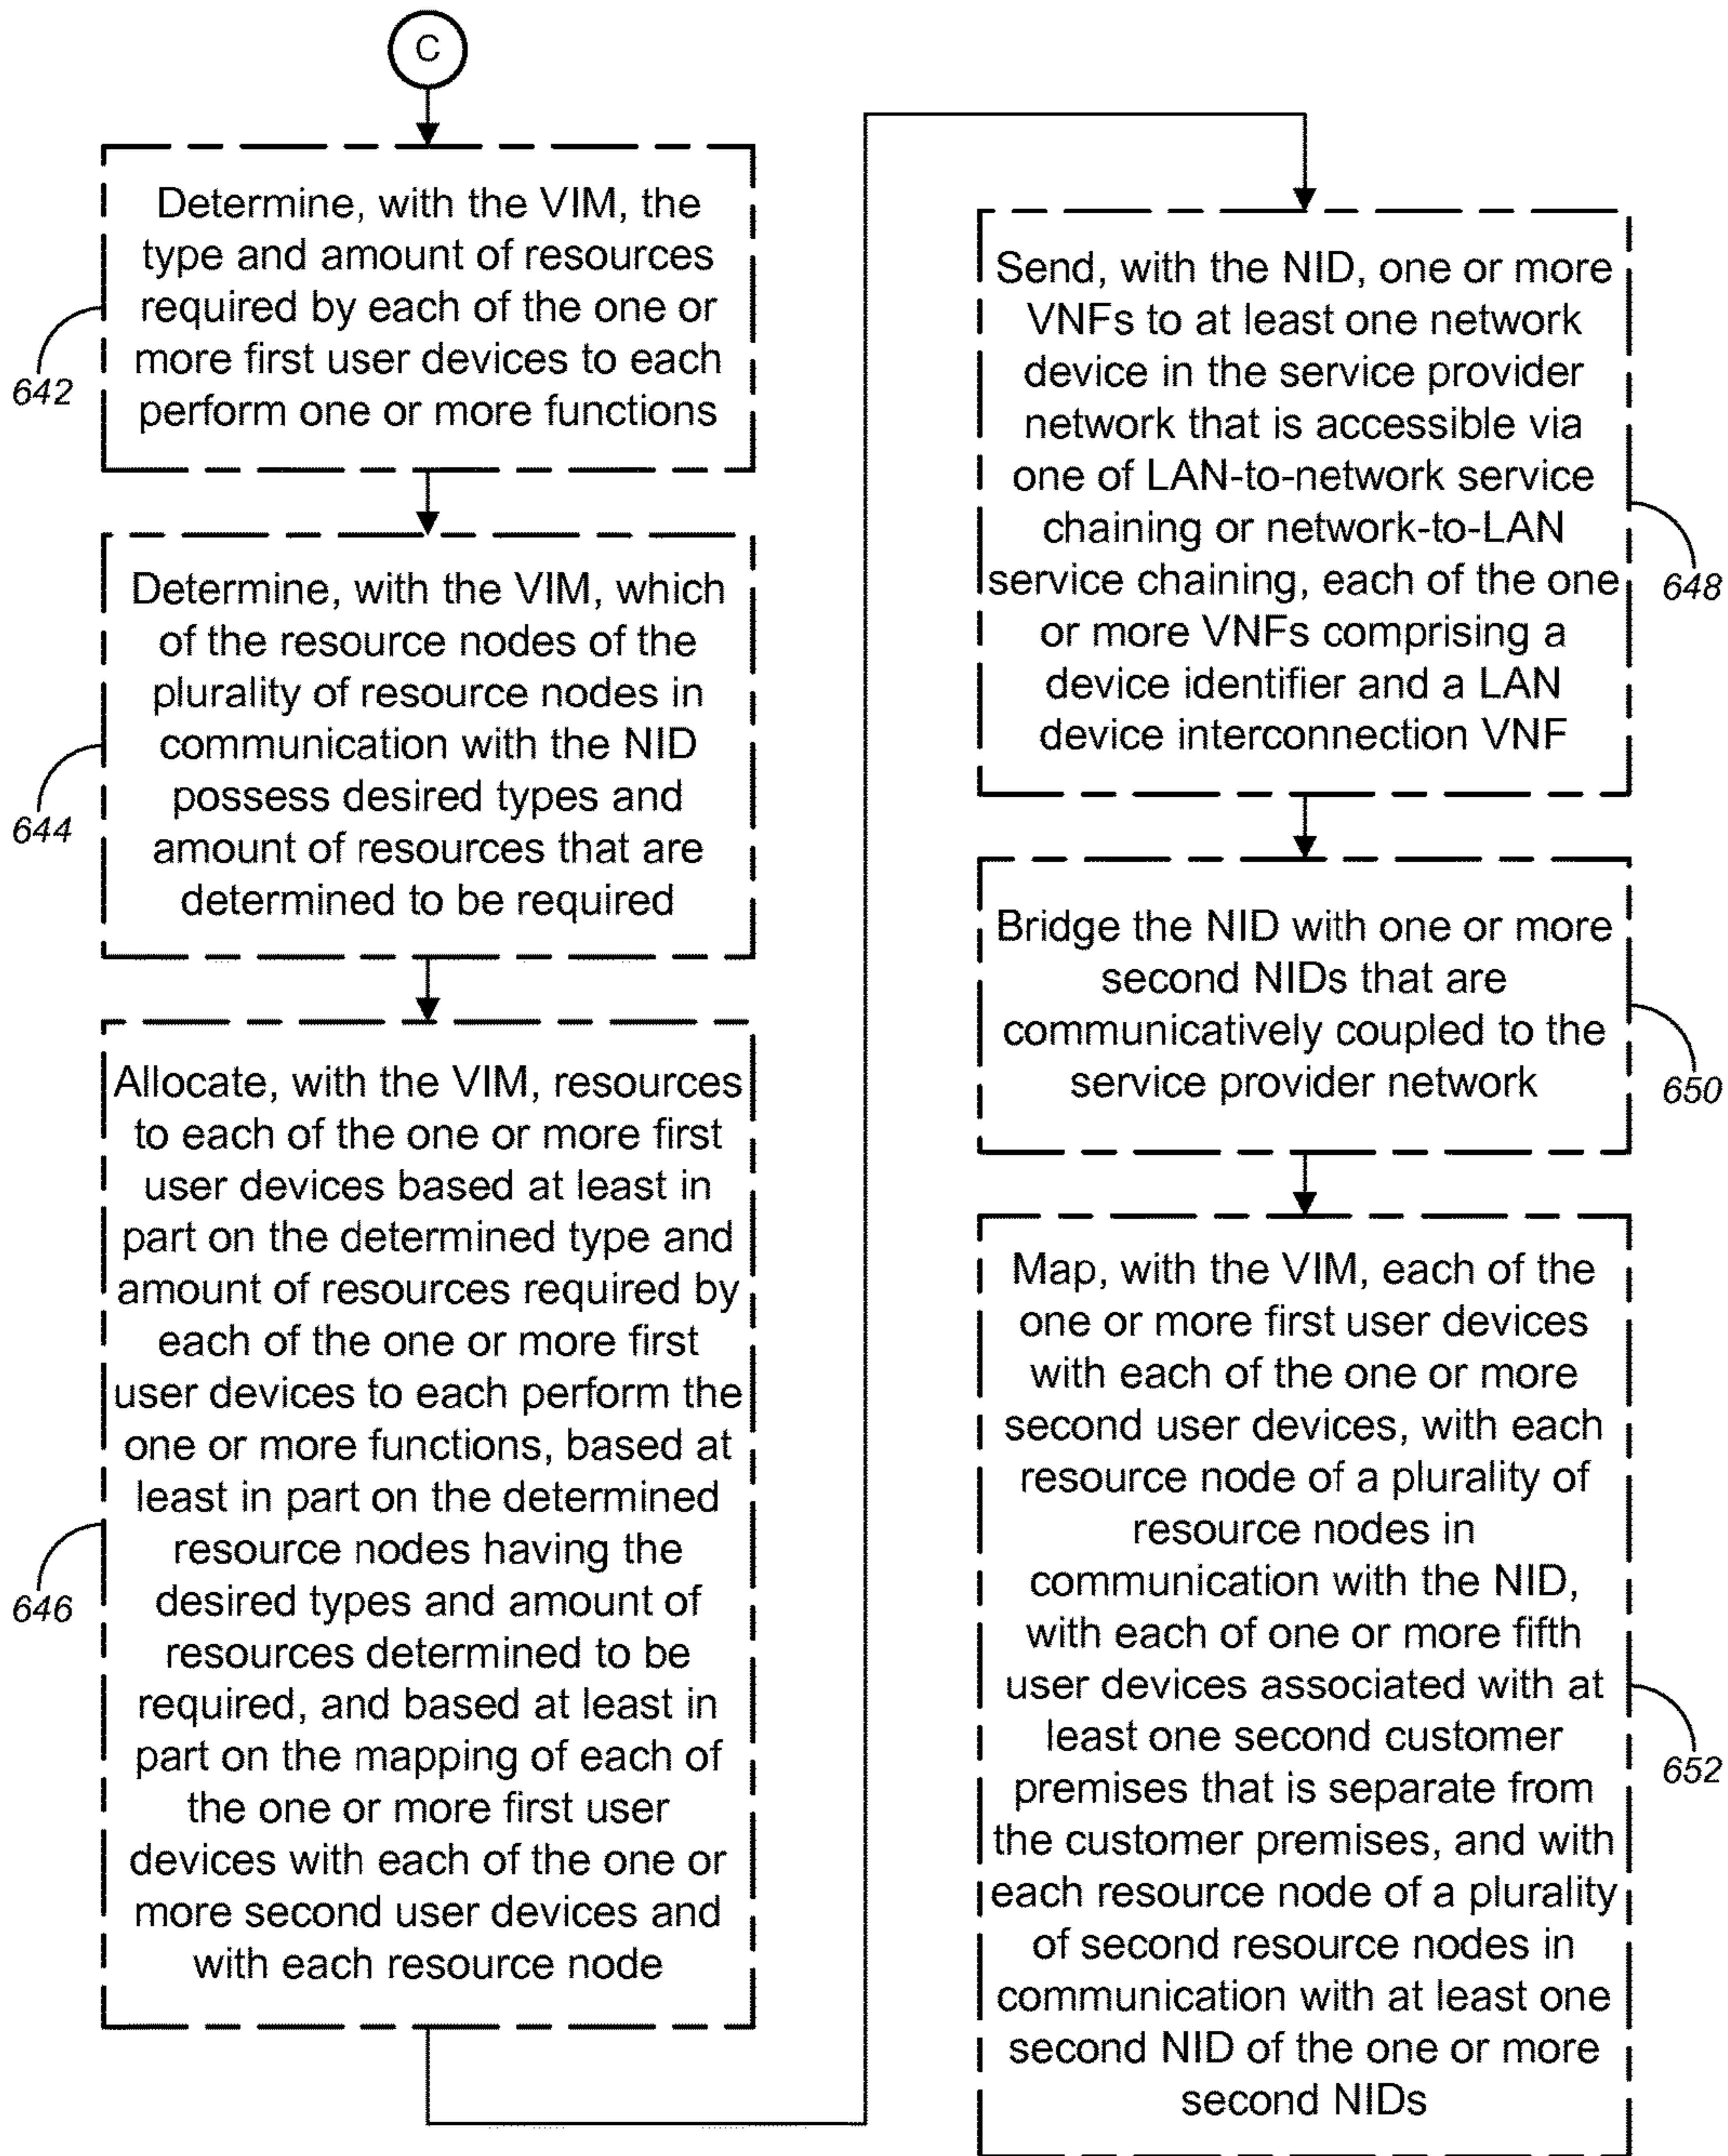 C
Determine, with the VIM, the
type and amount of resources
required by each of the one or
more first user devices to each
perform one or more functions
642
Determine, with the VIM, which
of the resource nodes of the
plurality of resource nodes in
communication with the NID
possess desired types and
amount of resources that are
determined to be required
644
Allocate, with the VIM, resources
to each of the one or more first
user devices based at least in
part on the determined type and
amount of resources required by
each of the one or more first
user devices to each perform the
one or more functions, based at
least in part on the determined
resource nodes having the
desired types and amount of
resources determined to be
required, and based at least in
part on the mapping of each of
the one or more first user
devices with each of the one or
more second user devices and
with each resource node
646
Send, with the NID, one or more
VNFs to at least one network
device in the service provider
network that is accessible via
one of LAN-to-network service
chaining or network-to-LAN
service chaining, each of the one
or more VNFs comprising a
device identifier and a LAN
device interconnection VNF
648
Bridge the NID with one or more
second NIDs that are
communicatively coupled to the
service provider network
650
Map, with the VIM, each of the
one or more first user devices
with each of the one or more
second user devices, with each
resource node of a plurality of
resource nodes in
communication with the NID,
with each of one or more fifth
user devices associated with at
least one second customer
premises that is separate from
the customer premises, and with
each resource node of a plurality
of second resource nodes in
communication with at least one
second NID of the one or more
second NIDs
652